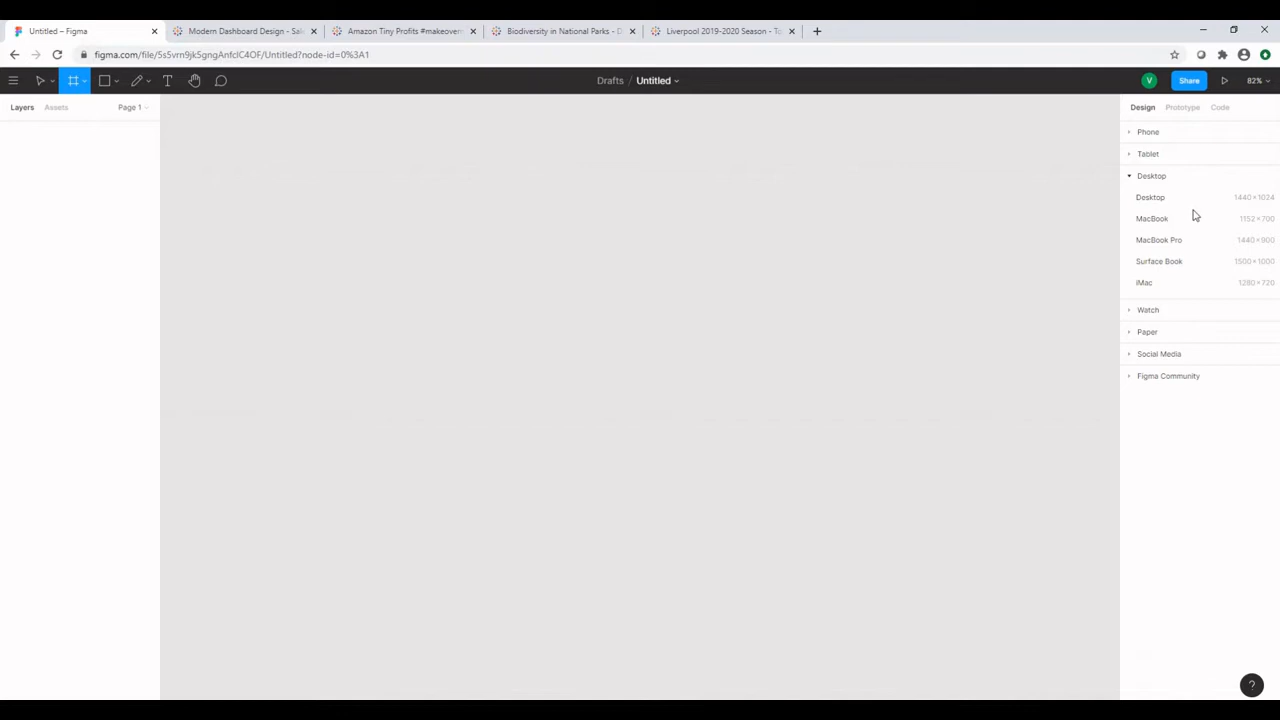 Untitled – Figma
Modern Dashboard Design - Sale
Amazon Tiny Profits #makeover
Biodiversity in National Parks - D
Liverpool 2019-2020 Season - To
figma.com/file/5s5vrn9jk5gngAnfclC4OF/Untitled?node-id=0%3A1
Drafts / Untitled
V
Share
82%
Layers
Assets
Page 1
Design
Prototype
Code
Phone
Tablet
Desktop
Desktop 1440×1024
MacBook 1152×700
MacBook Pro 1440×900
Surface Book 1500×1000
iMac 1280×720
Watch
Paper
Social Media
Figma Community
?